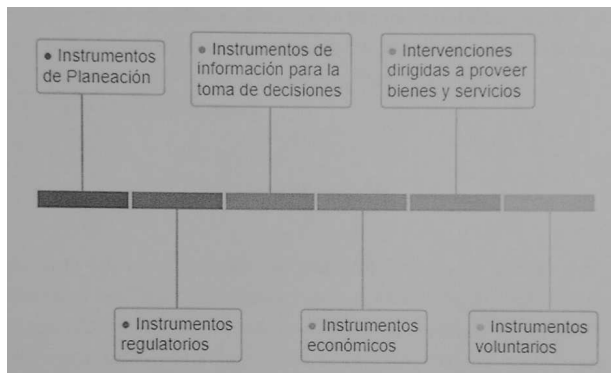 • Instrumentos
de Planeación
• Instrumentos de
información para la
toma de decisiones
• Intervenciones
dirigidas a proveer
bienes y servicios
• Instrumentos
regulatorios
• Instrumentos
económicos
• Instrumentos
voluntarios